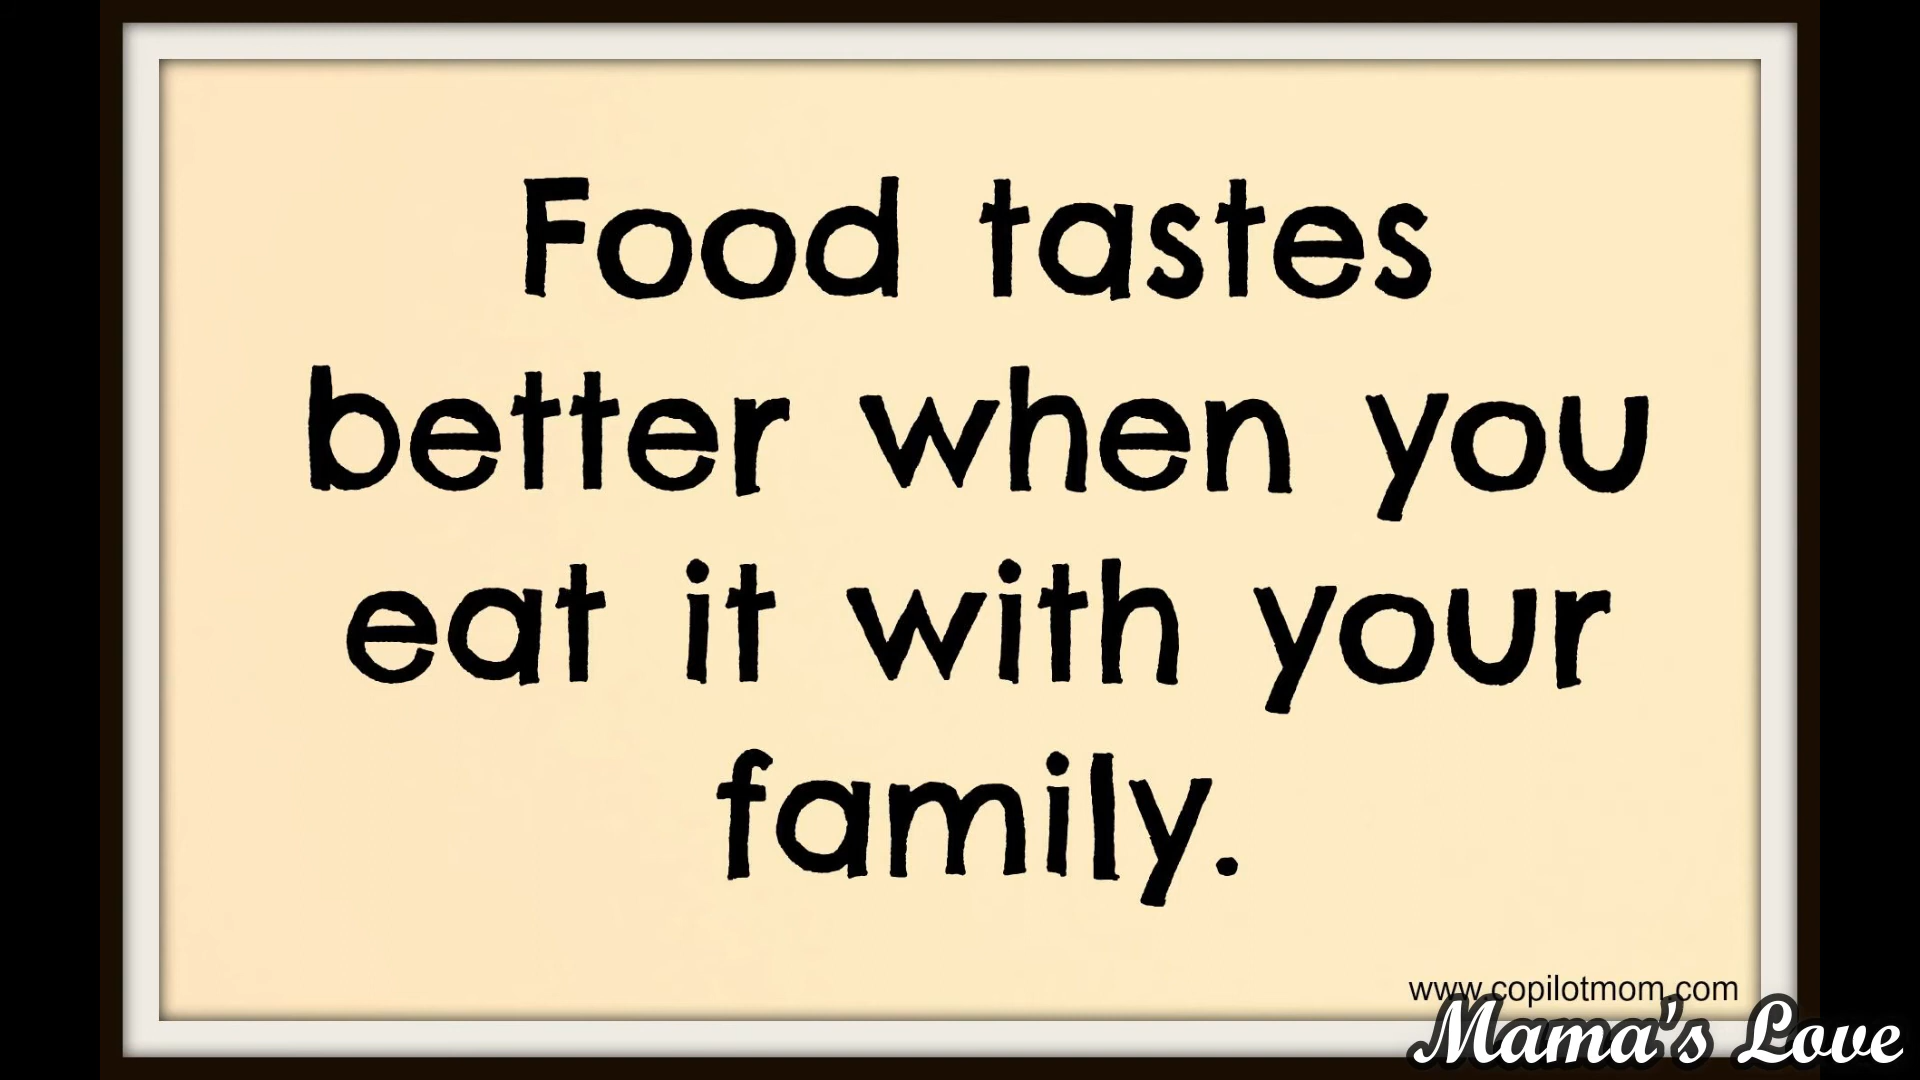 Food tastes
better when you
eat it with your
family.
www.copilotmom.com
Mama's Love